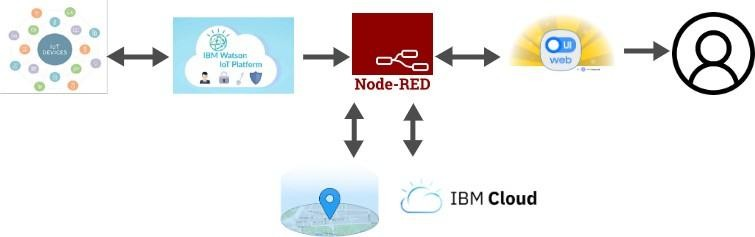 IoT
DEVICES
IBM Watson
IoT Platform
Node-RED
UI
web
IBM Cloud